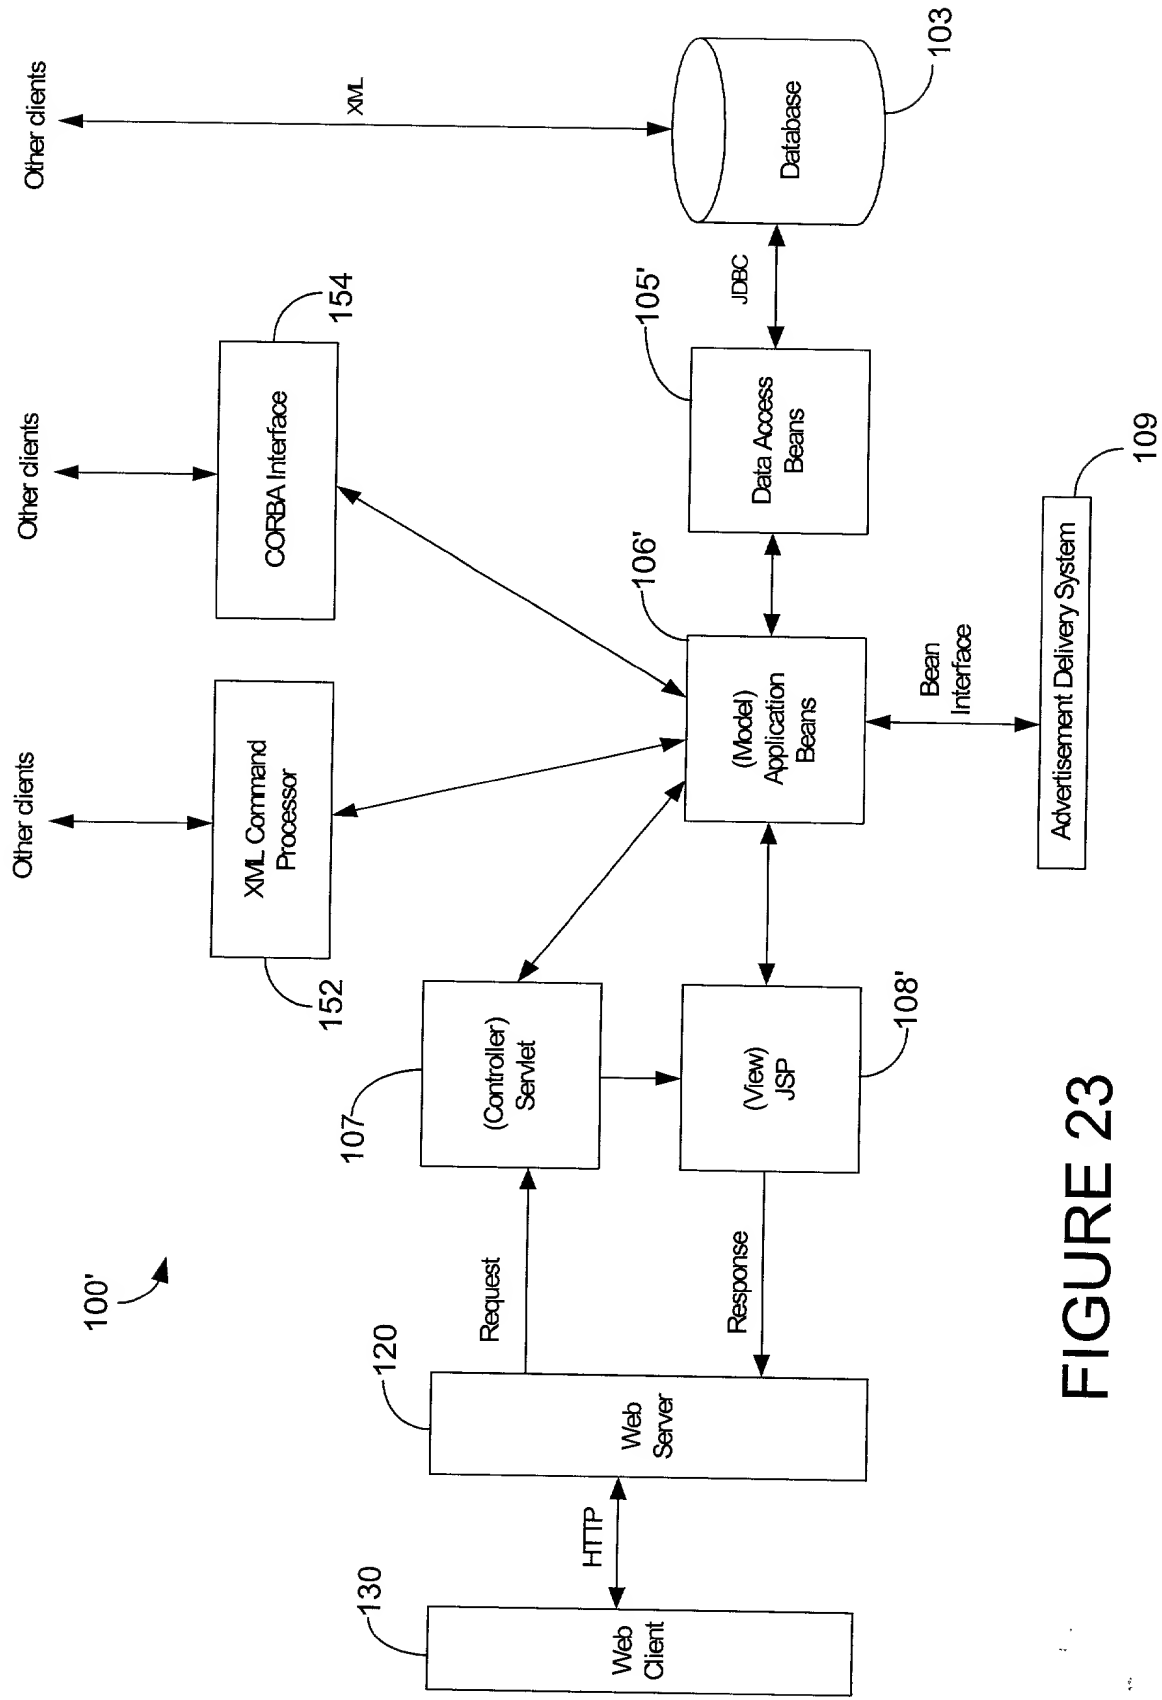 100'
Other clients
Other clients
Other clients
XML
152
XML Command
Processor
CORBA Interface
154
107
(Controller)
Servlet
Request
130
Web
Client
HTTP
120
Web
Server
Response
(View)
JSP
108'
106'
(Model)
Application
Beans
105'
Data Access
Beans
JDBC
Database
103
Bean
Interface
Advertisement Delivery System
109
FIGURE 23